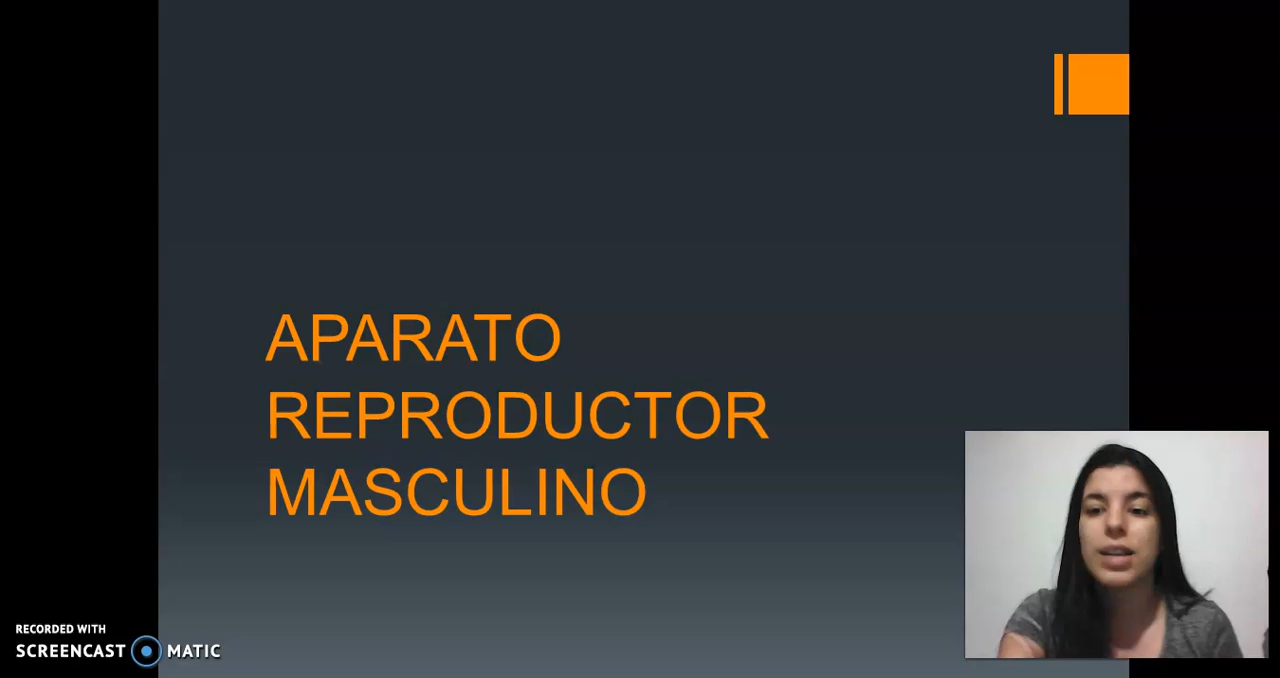 APARATO
REPRODUCTOR
MASCULINO
RECORDED WITH
SCREENCAST MATIC